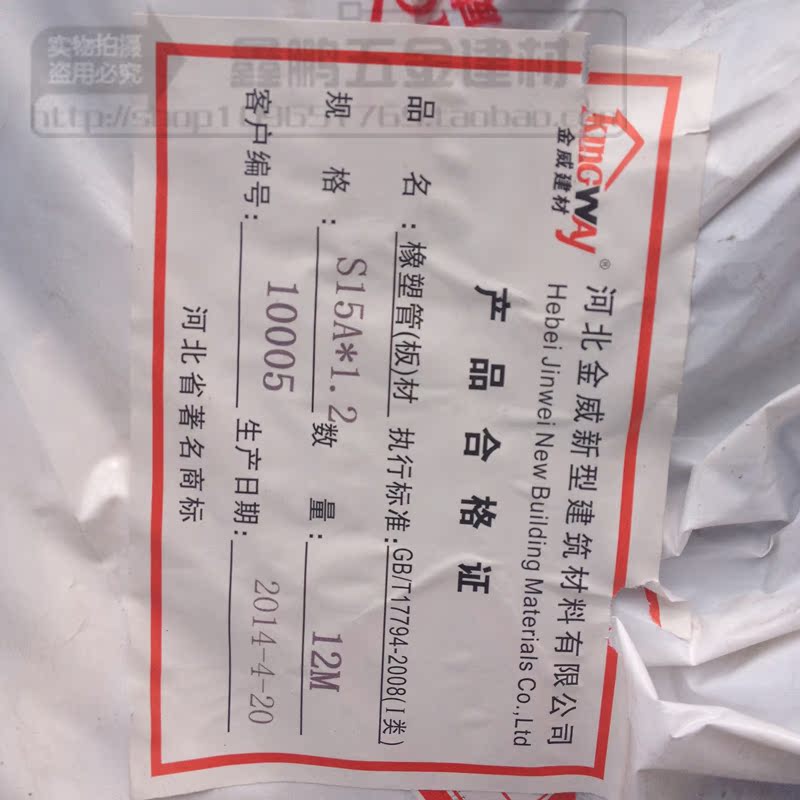 实物拍摄
盗用必究
鑫鹏五金建材
KingWAy®
金威建材
河北金威新型建筑材料有限公司
Hebei Jinwei New Building Materials Co.,Ltd
产品合格证
品名:橡塑管(板)材 执行标准:GB/T17794-2008(I类)
规格:S15A*1.2 数量:12M
客户编号:10005 生产日期:2014-4-20
河北省著名商标